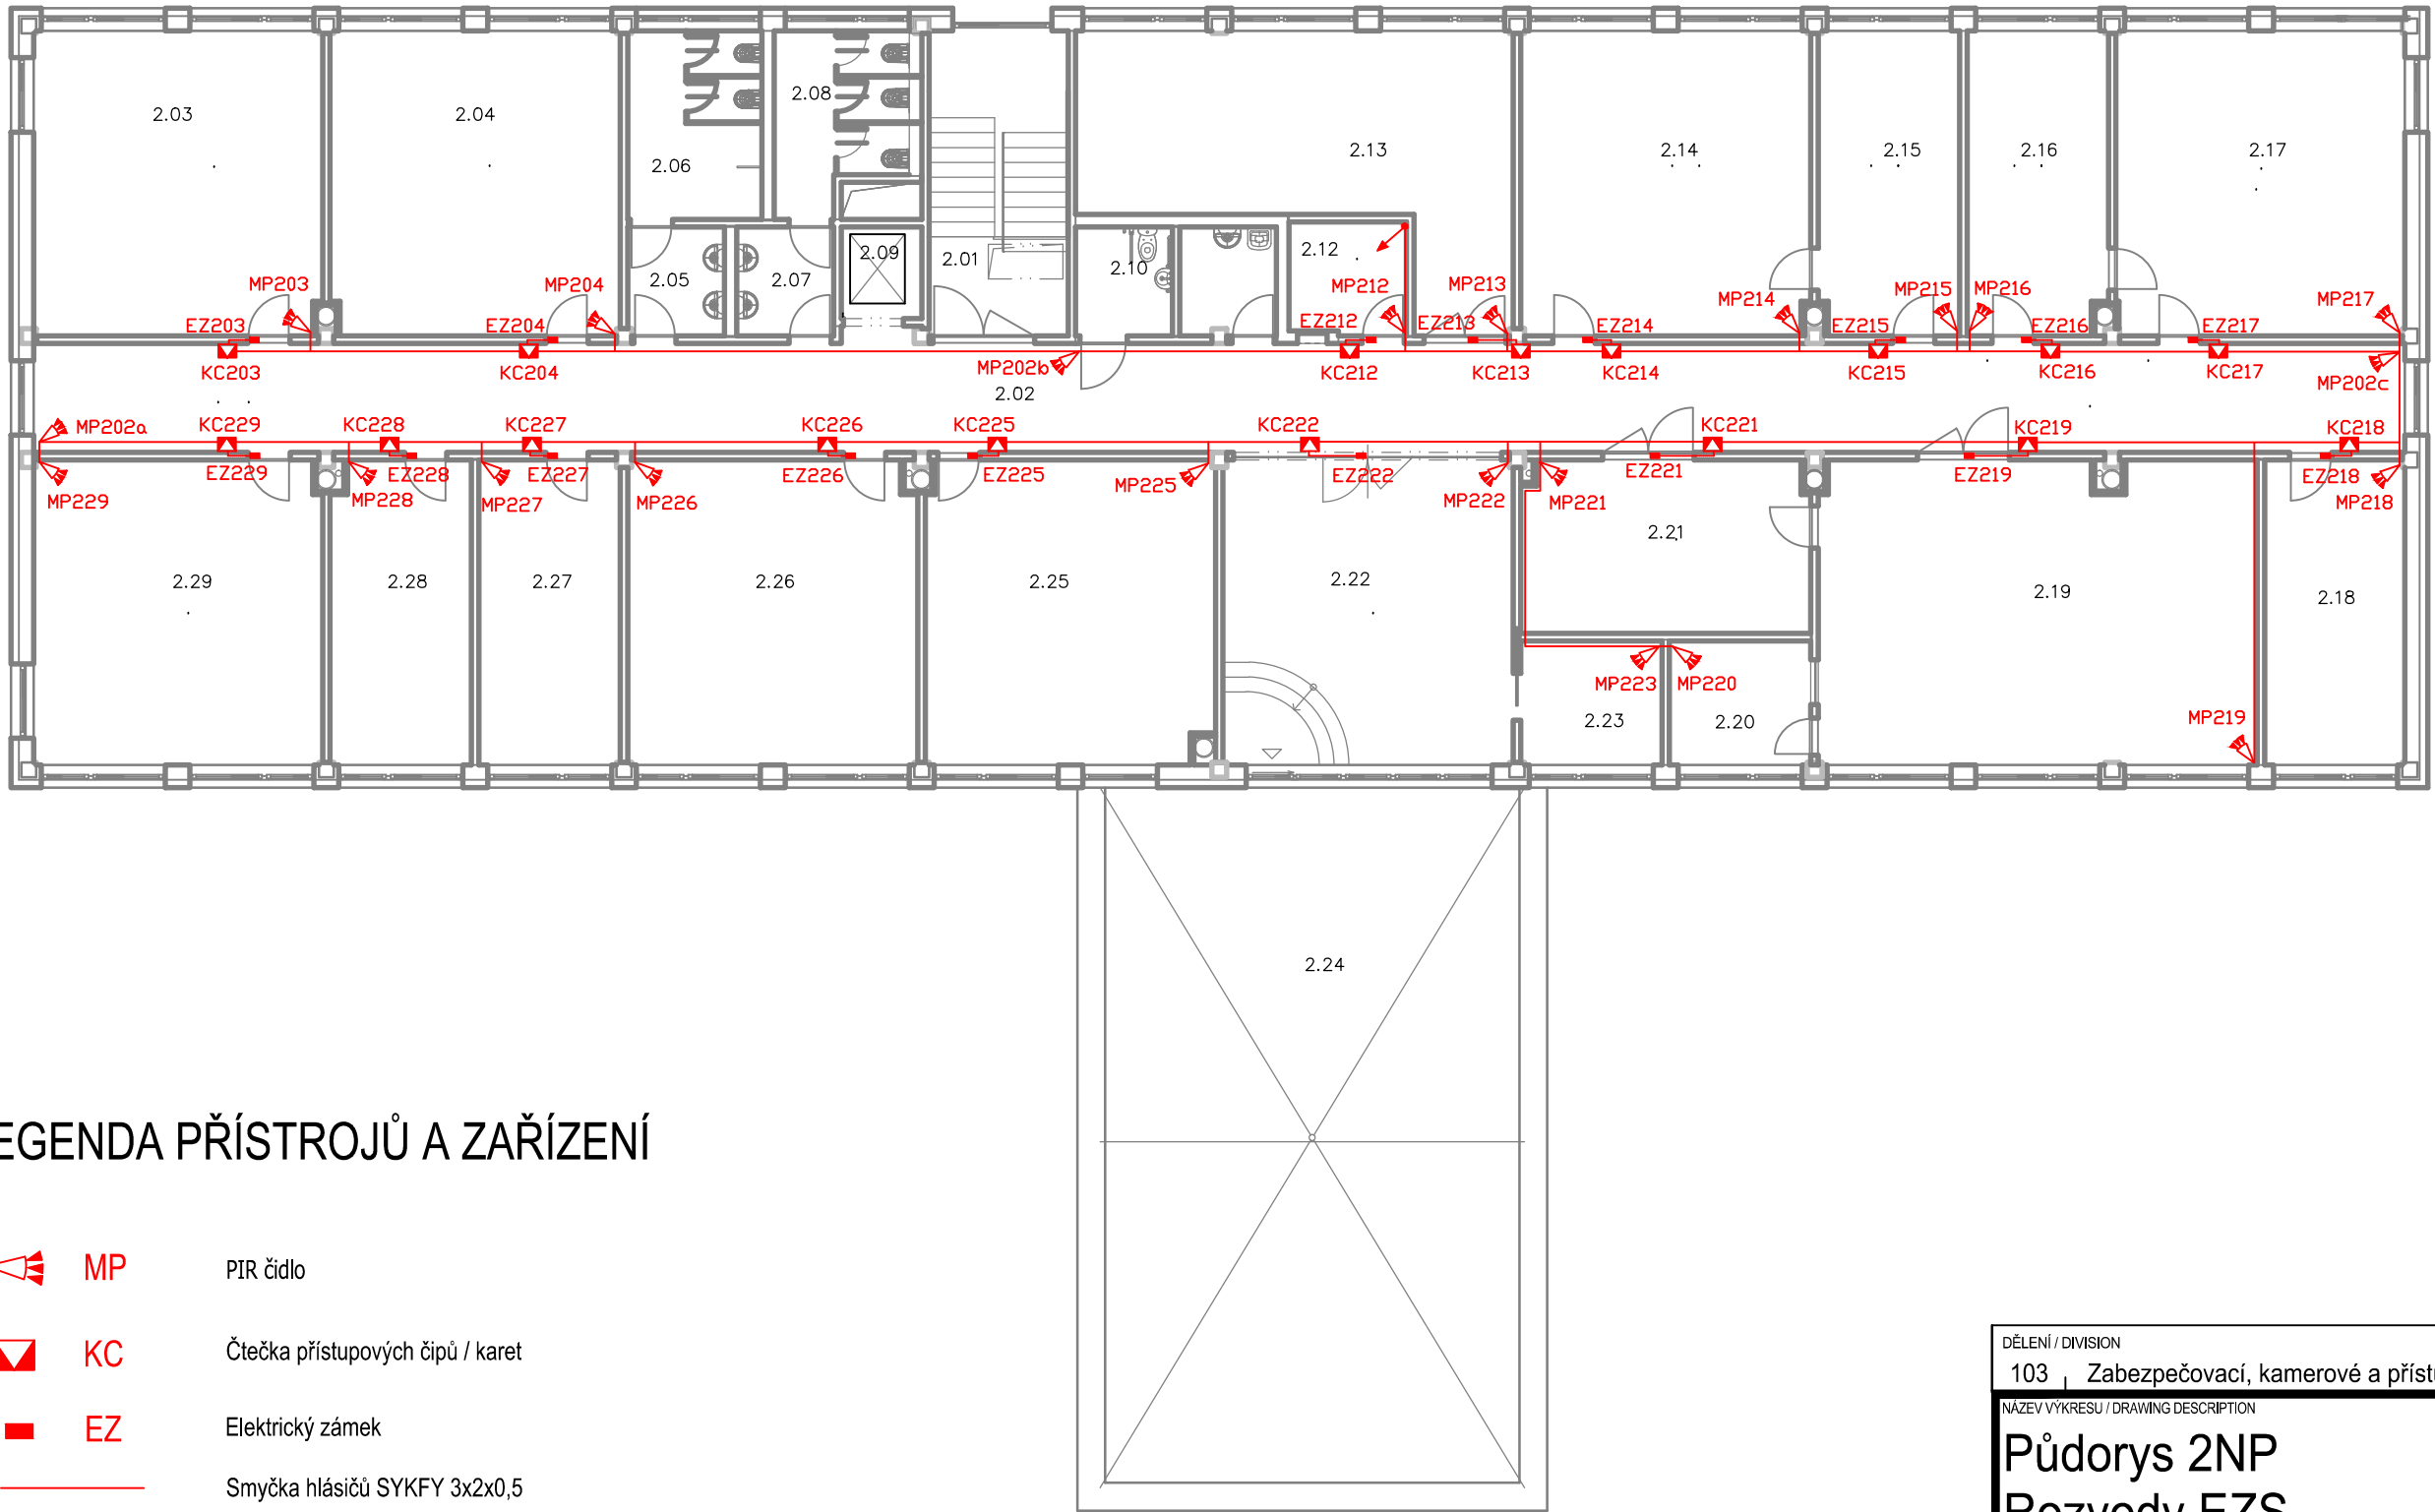 2.03
2.04
2.06
2.08
2.13
2.14
2.15
2.16
2.17
2.05
2.07
2.09
2.01
2.10
2.12
MP203
MP204
MP212
MP213
MP214
MP215
MP216
MP217
EZ203
EZ204
EZ212
EZ213
EZ214
EZ215
EZ216
EZ217
KC203
KC204
MP202b
KC212
KC213
KC214
KC215
KC216
KC217
MP202c
2.02
MP202a
KC229
KC228
KC227
KC226
KC225
KC222
KC221
KC219
KC218
EZ229
EZ228
EZ227
EZ226
EZ225
EZ222
EZ221
EZ219
EZ218
MP229
MP228
MP227
MP226
MP225
MP222
MP221
MP218
2.29
2.28
2.27
2.26
2.25
2.22
2.21
2.19
2.18
MP223
MP220
2.23
2.20
MP219
2.24
EGENDA PŘÍSTROJŮ A ZAŘÍZENÍ
MP PIR čidlo
KC Čtečka přístupových čipů / karet
EZ Elektrický zámek
Smyčka hlásičů SYKFY 3x2x0,5
DĚLENÍ / DIVISION
103 Zabezpečovací, kamerové a příst
NÁZEV VÝKRESU / DRAWING DESCRIPTION
Půdorys 2NP
Rozvody EZS